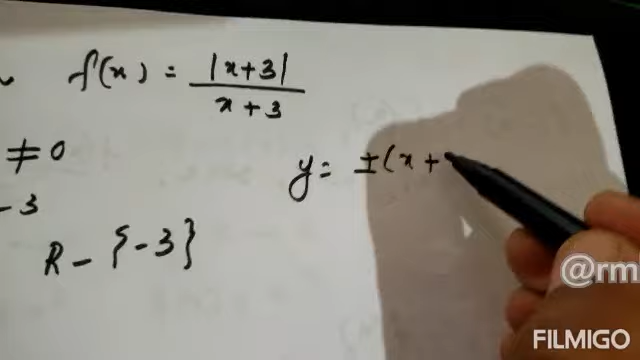 f(x) = |x+3| / x+3
≠ 0
-3
y = ±(x +
R - {-3}
@rm
FILMIGO